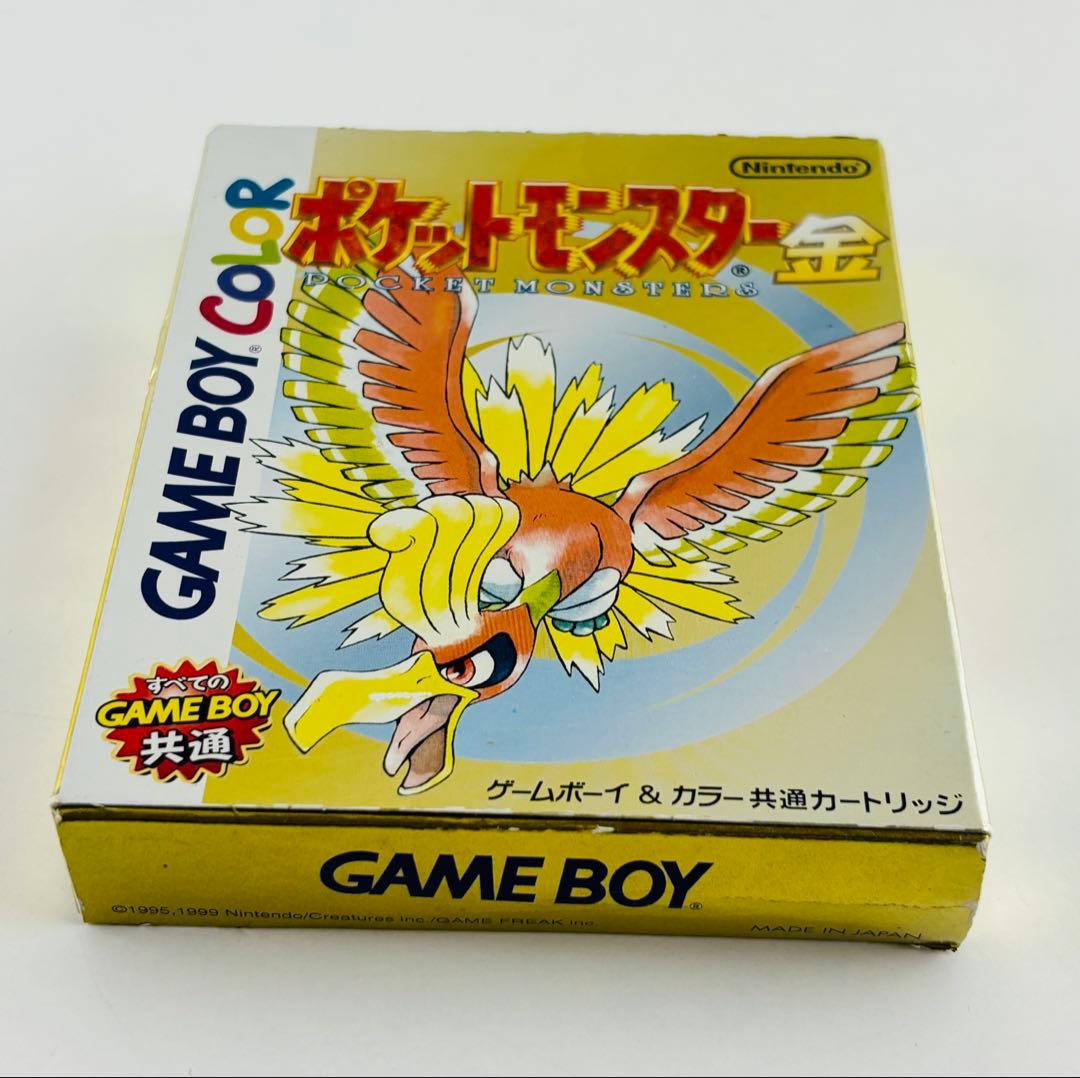 Nintendo®
ポケットモンスター金
POCKET MONSTERS®
GAME BOY® COLOR
すべての
GAME BOY
共通
ゲームボーイ & カラー共通カートリッジ
GAME BOY®
©1995,1999 Nintendo/Creatures inc./GAME FREAK inc.
MADE IN JAPAN